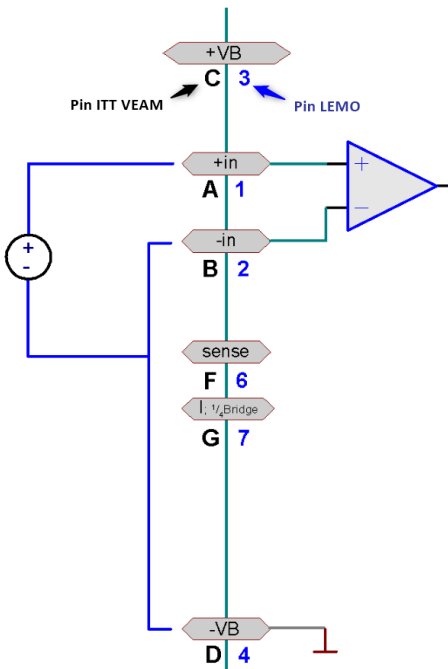 +VB
C 3
Pin ITT VEAM
Pin LEMO
+in
A 1
+
-in
B 2
−
+
-
sense
F 6
I; 1/4Bridge
G 7
-VB
D 4